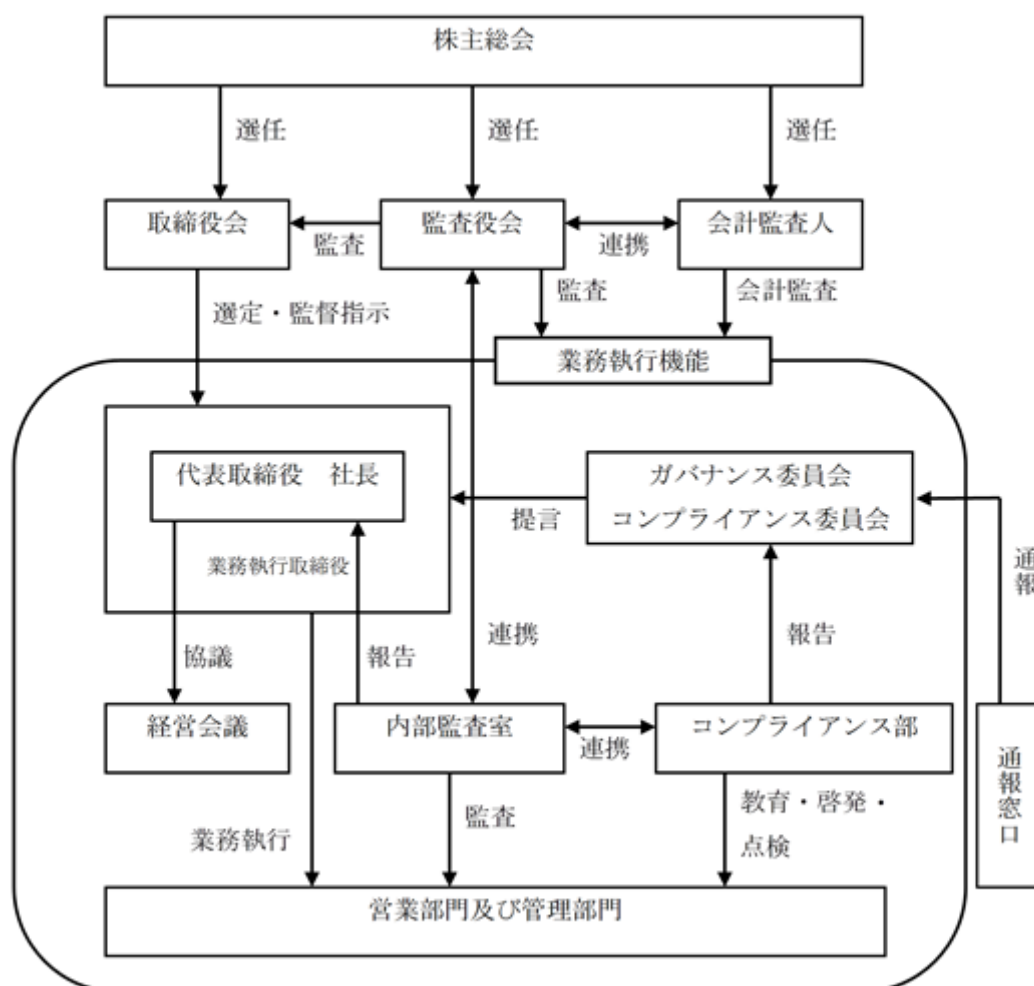 株主総会
選任
選任
選任
取締役会
監査
監査役会
連携
会計監査人
選定・監督指示
監査
会計監査
業務執行機能
代表取締役　社長
業務執行取締役
提言
ガバナンス委員会
コンプライアンス委員会
通報
協議
報告
連携
報告
経営会議
内部監査室
連携
コンプライアンス部
通報窓口
業務執行
監査
教育・啓発・
点検
営業部門及び管理部門